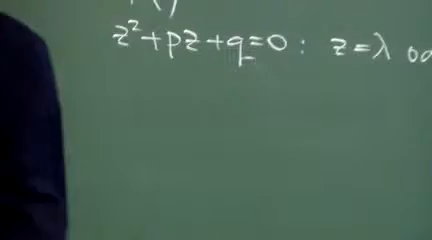 z² + pz + q = 0 : z = λ